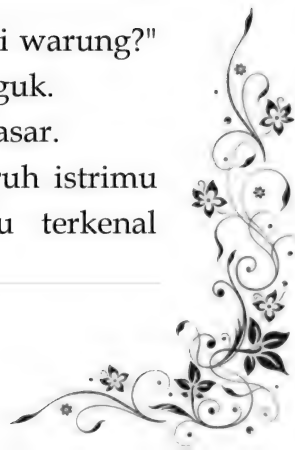 i warung?"
guk.
asar.
uh istrimu
u terkenal